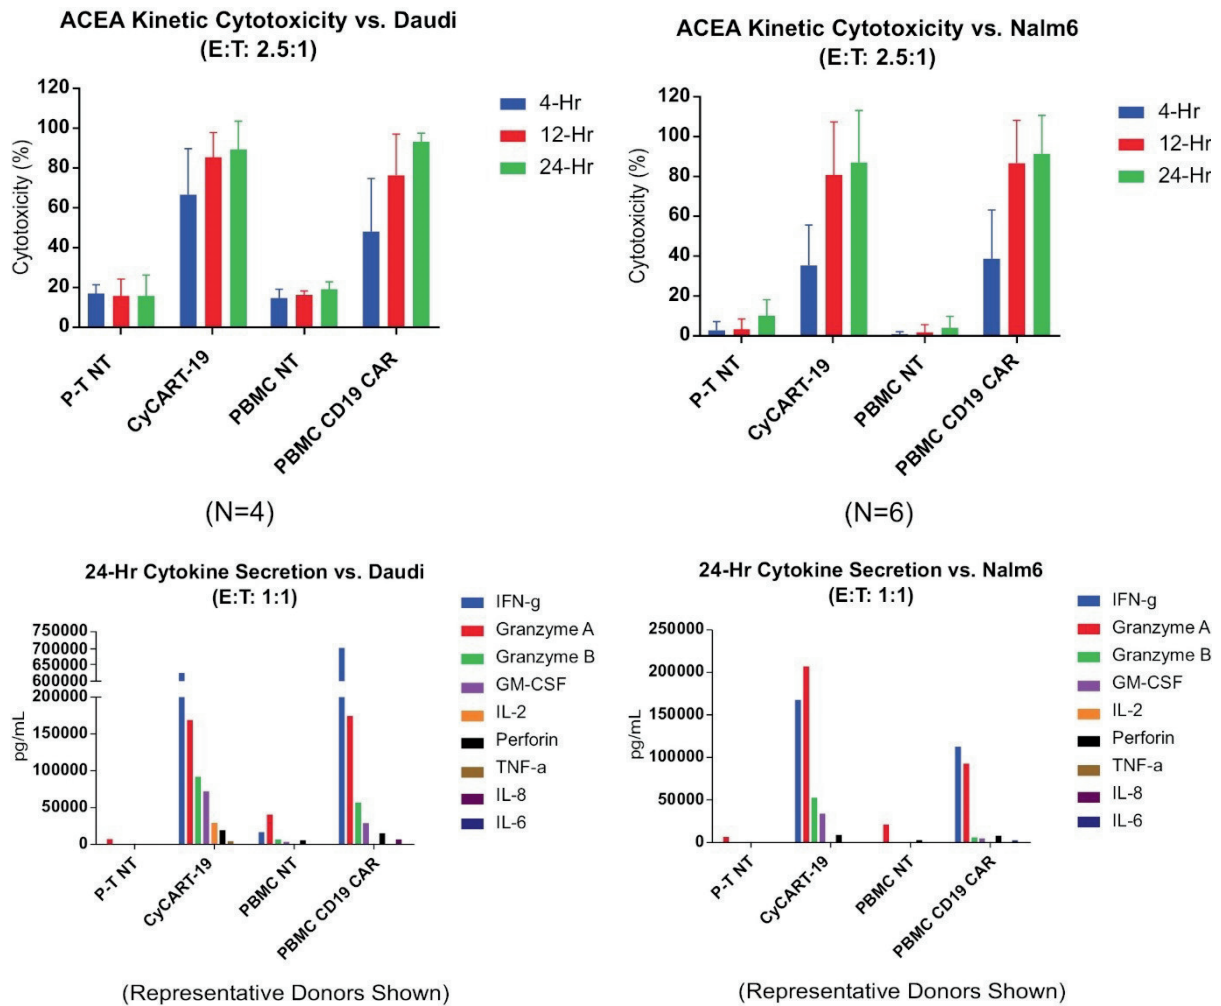 ACEA Kinetic Cytotoxicity vs. Daudi
(E:T: 2.5:1)
120
100
80
60
40
20
0
Cytotoxicity (%)
4-Hr
12-Hr
24-Hr
P-T NT
CyCART-19
PBMC NT
PBMC CD19 CAR
(N=4)
ACEA Kinetic Cytotoxicity vs. Nalm6
(E:T: 2.5:1)
120
100
80
60
40
20
0
Cytotoxicity (%)
4-Hr
12-Hr
24-Hr
P-T NT
CyCART-19
PBMC NT
PBMC CD19 CAR
(N=6)
24-Hr Cytokine Secretion vs. Daudi
(E:T: 1:1)
750000
700000
650000
600000
200000
150000
100000
50000
0
pg/mL
IFN-g
Granzyme A
Granzyme B
GM-CSF
IL-2
Perforin
TNF-a
IL-8
IL-6
P-T NT
CyCART-19
PBMC NT
PBMC CD19 CAR
(Representative Donors Shown)
24-Hr Cytokine Secretion vs. Nalm6
(E:T: 1:1)
250000
200000
150000
100000
50000
0
pg/mL
IFN-g
Granzyme A
Granzyme B
GM-CSF
IL-2
Perforin
TNF-a
IL-8
IL-6
P-T NT
CyCART-19
PBMC NT
PBMC CD19 CAR
(Representative Donors Shown)